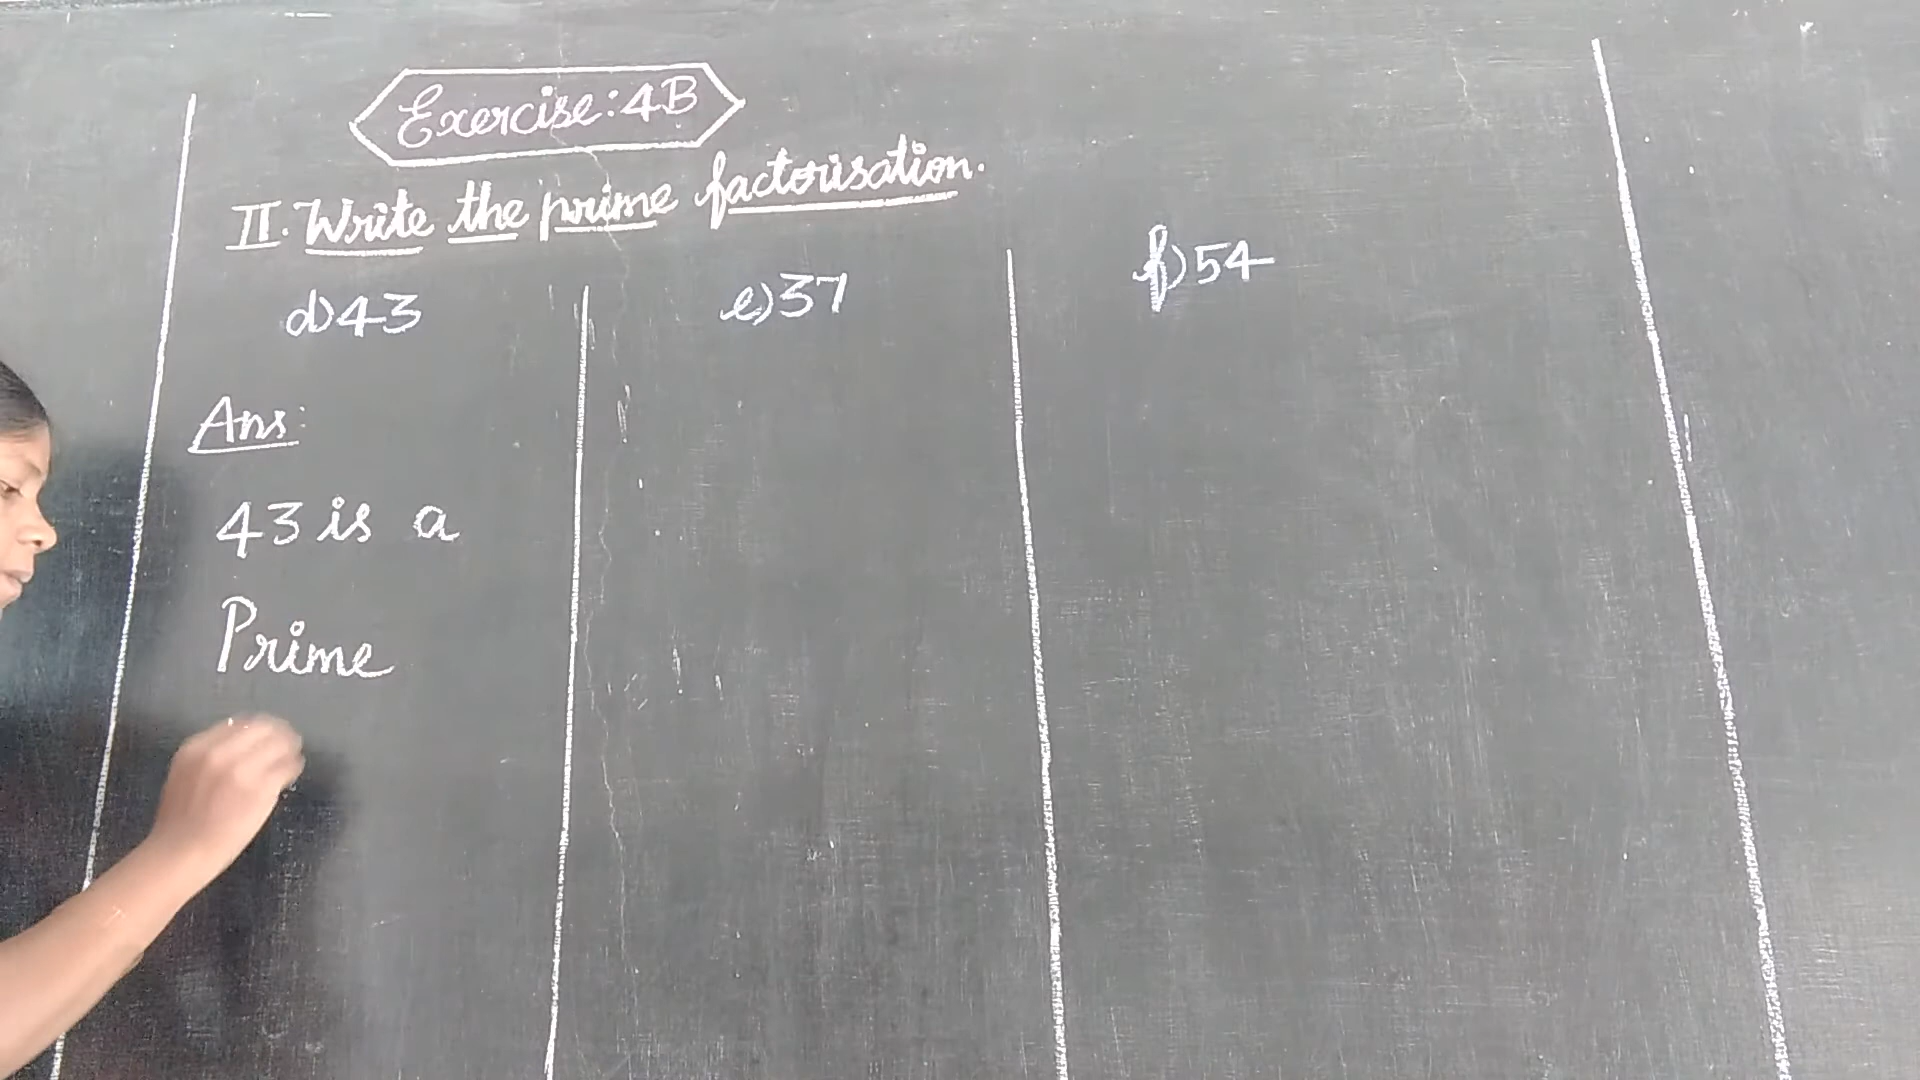 Exercise: 4B
II. Write the prime factorisation.
d) 43
e) 37
f) 54
Ans:
43 is a
Prime